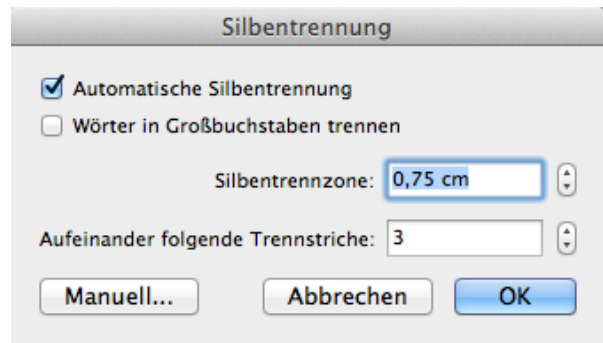 Silbentrennung
Automatische Silbentrennung
Wörter in Großbuchstaben trennen
Silbentrennzone: 0,75 cm
Aufeinander folgende Trennstriche: 3
Manuell... Abbrechen OK